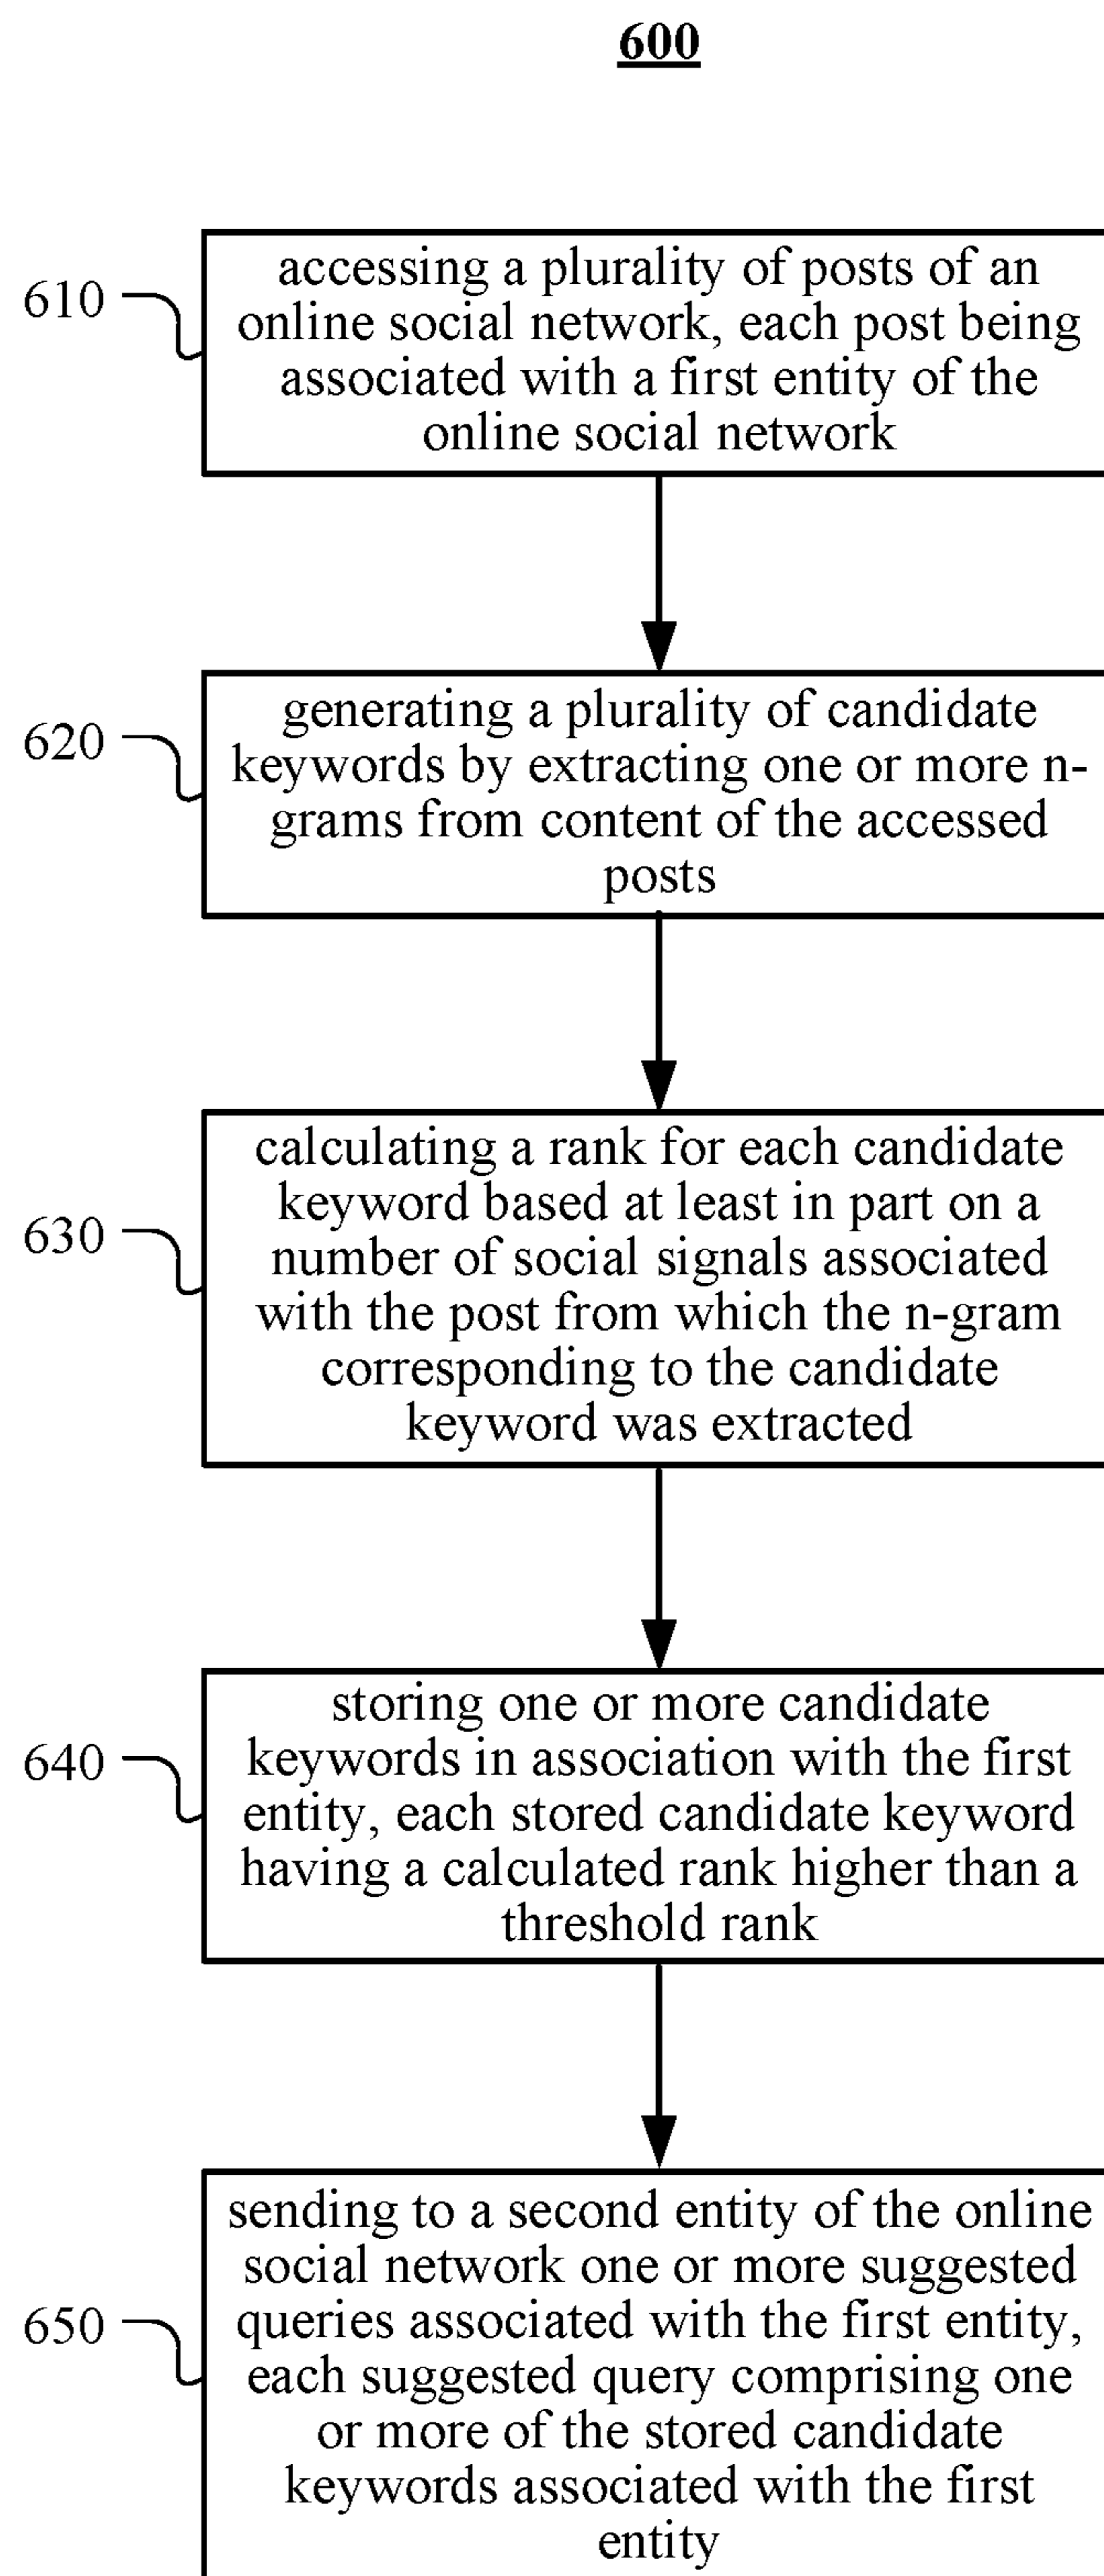 600
610
accessing a plurality of posts of an
online social network, each post being
associated with a first entity of the
online social network
620
generating a plurality of candidate
keywords by extracting one or more n-
grams from content of the accessed
posts
630
calculating a rank for each candidate
keyword based at least in part on a
number of social signals associated
with the post from which the n-gram
corresponding to the candidate
keyword was extracted
640
storing one or more candidate
keywords in association with the first
entity, each stored candidate keyword
having a calculated rank higher than a
threshold rank
650
sending to a second entity of the online
social network one or more suggested
queries associated with the first entity,
each suggested query comprising one
or more of the stored candidate
keywords associated with the first
entity